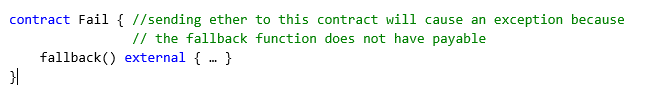 contract Fail { //sending ether to this contract will cause an exception because
// the fallback function does not have payable
fallback() external { … }
}